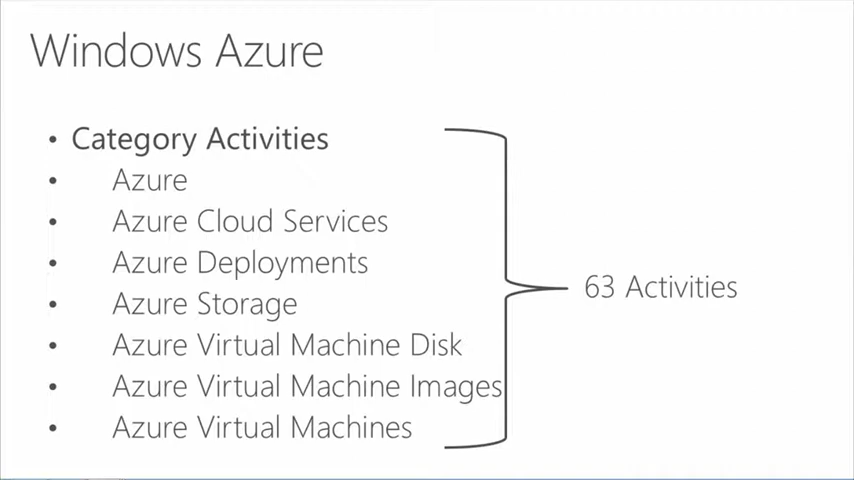 Windows Azure
• Category Activities
• Azure
• Azure Cloud Services
• Azure Deployments
• Azure Storage
• Azure Virtual Machine Disk
• Azure Virtual Machine Images
• Azure Virtual Machines
63 Activities